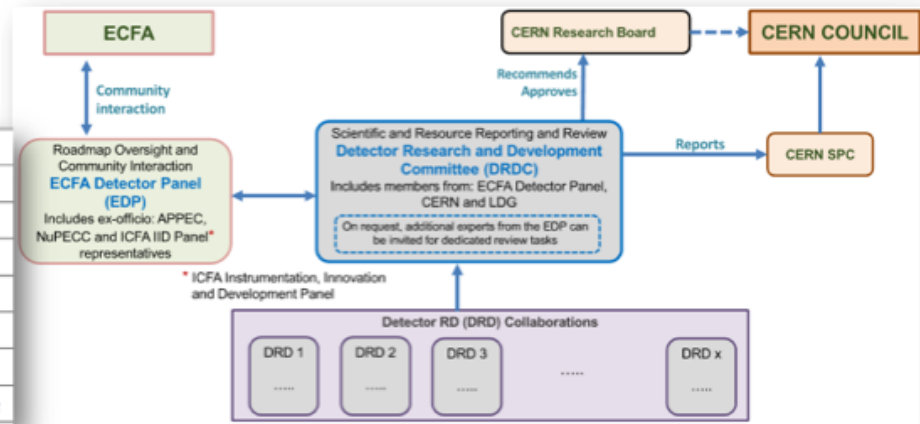 ECFA
CERN Research Board
CERN COUNCIL
Community
interaction
Recommends
Approves
Roadmap Oversight and
Community Interaction
ECFA Detector Panel
(EDP)
Includes ex-officio: APPEC,
NuPECC and ICFA IID Panel*
representatives
Scientific and Resource Reporting and Review
Detector Research and Development
Committee (DRDC)
Includes members from: ECFA Detector Panel,
CERN and LDG
On request, additional experts from the EDP can
be invited for dedicated review tasks
Reports
CERN SPC
* ICFA Instrumentation, Innovation
and Development Panel
Detector RD (DRD) Collaborations
DRD 1
DRD 2
DRD 3
DRD x
.....
.....
.....
.....
.....